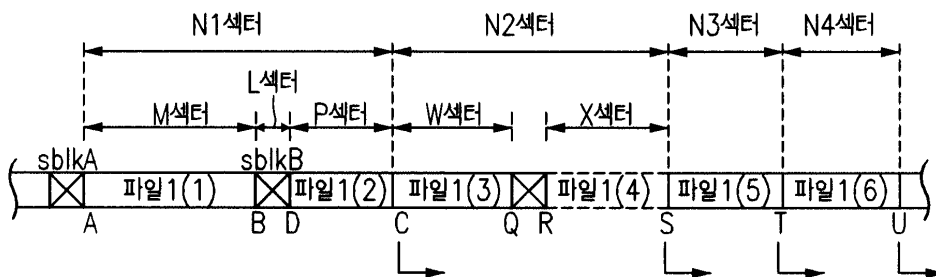 N1섹터 N2섹터 N3섹터 N4섹터
L섹터
M섹터 P섹터 W섹터 X섹터
sblkA sblkB
파일1(1) 파일1(2) 파일1(3) 파일1(4) 파일1(5) 파일1(6)
A B D C Q R S T U